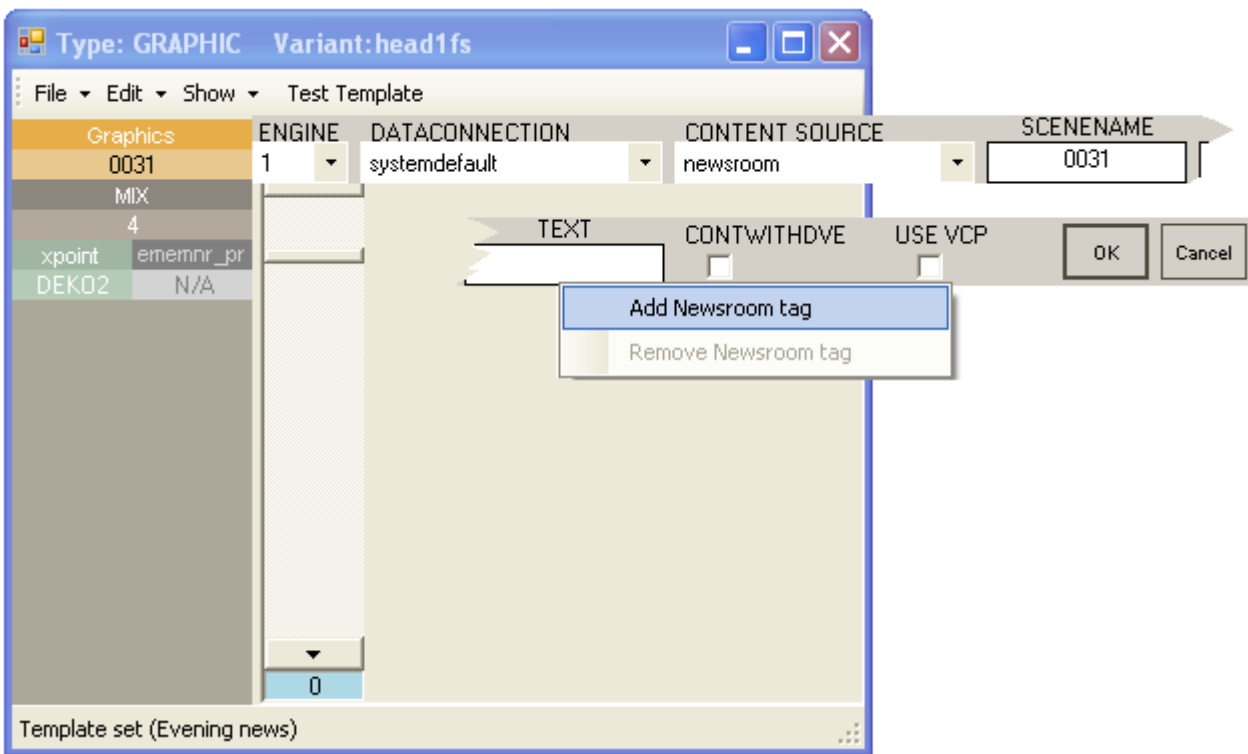 Type: GRAPHIC Variant:head1fs
File Edit Show Test Template
Graphics ENGINE DATACONNECTION CONTENT SOURCE SCENENAME
0031 1 systemdefault newsroom 0031
MIX
4
TEXT CONTWITHDVE USE VCP
xpoint ememnr_pr OK Cancel
DEKO2 N/A
Add Newsroom tag
Remove Newsroom tag
0
Template set (Evening news)